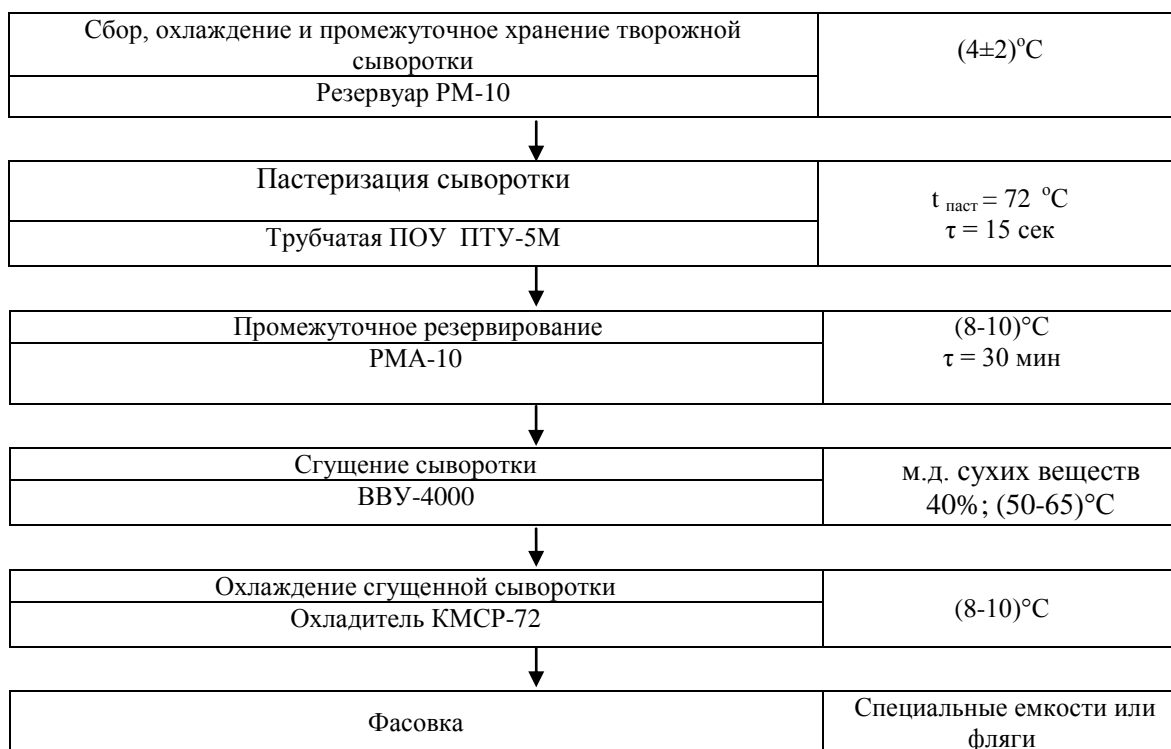 Сбор, охлаждение и промежуточное хранение творожной
сыворотки
(4±2)°С
Резервуар РМ-10
Пастеризация сыворотки
t паст = 72 °С
τ = 15 сек
Трубчатая ПОУ ПТУ-5М
Промежуточное резервирование
(8-10)°С
τ = 30 мин
РМА-10
Сгущение сыворотки
ВВУ-4000
м.д. сухих веществ
40%; (50-65)°С
Охлаждение сгущенной сыворотки
Охладитель КМСР-72
(8-10)°С
Фасовка
Специальные емкости или
фляги